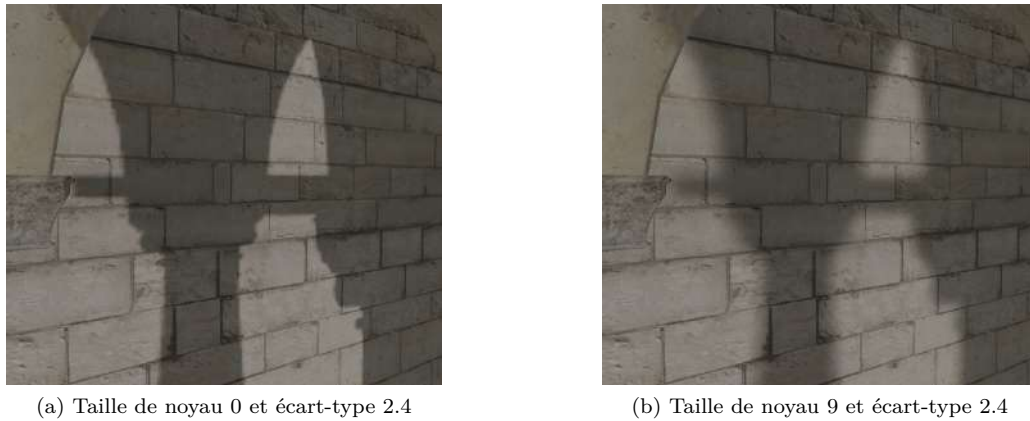 (a) Taille de noyau 0 et écart-type 2.4
(b) Taille de noyau 9 et écart-type 2.4